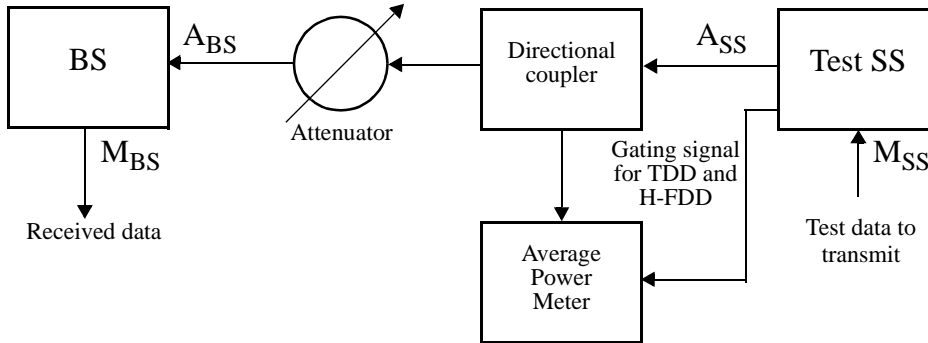 BS
A_BS
Attenuator
Directional
coupler
A_SS
Test SS
M_BS
Received data
Gating signal
for TDD and
H-FDD
M_SS
Test data to
transmit
Average
Power
Meter